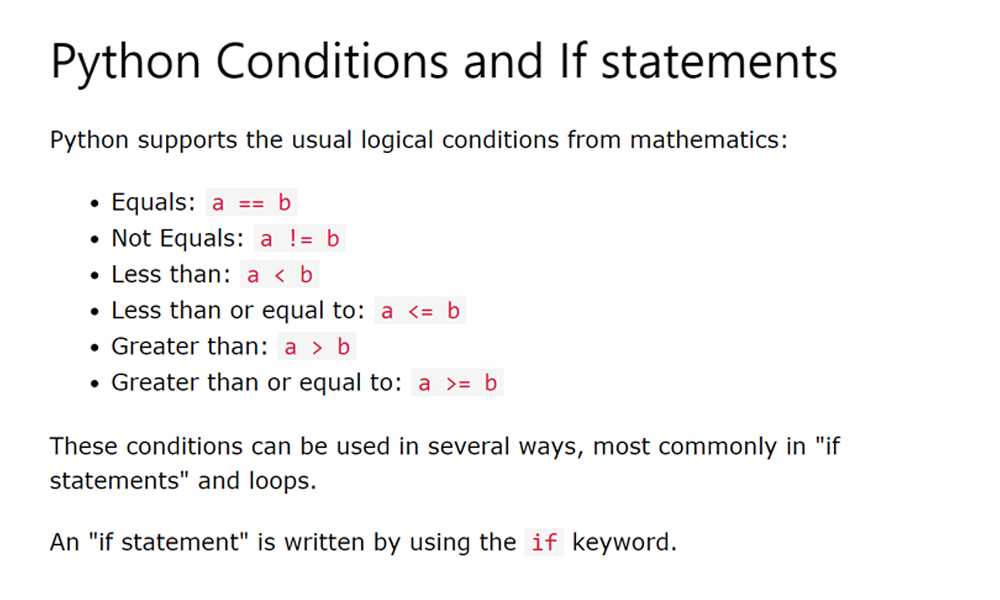 Python Conditions and If statements
Python supports the usual logical conditions from mathematics:
• Equals: a == b
• Not Equals: a != b
• Less than: a < b
• Less than or equal to: a <= b
• Greater than: a > b
• Greater than or equal to: a >= b
These conditions can be used in several ways, most commonly in "if
statements" and loops.
An "if statement" is written by using the if keyword.